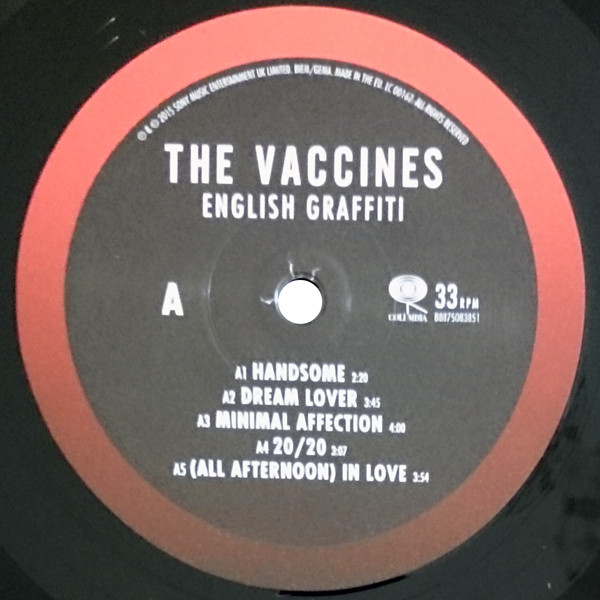 ℗ © 2015 SONY MUSIC ENTERTAINMENT UK LIMITED. BIEM/GEMA. MADE IN THE EU. LC 00162. ALL RIGHTS RESERVED
THE VACCINES
ENGLISH GRAFFITI
A
COLUMBIA
33 RPM
88875083851
A1 HANDSOME 2:20
A2 DREAM LOVER 3:45
A3 MINIMAL AFFECTION 4:00
A4 20/20 3:07
A5 (ALL AFTERNOON) IN LOVE 3:54